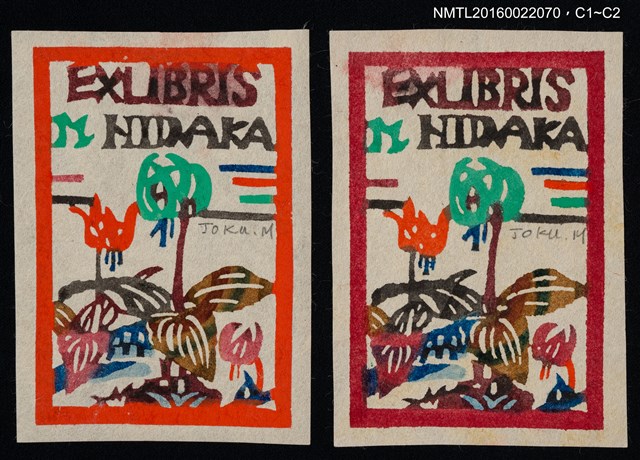 NMTL20160022070，C1~C2
EXLIBRIS
M HIDAKA
JOKU.M
EXLIBRIS
M HIDAKA
JOKU.M